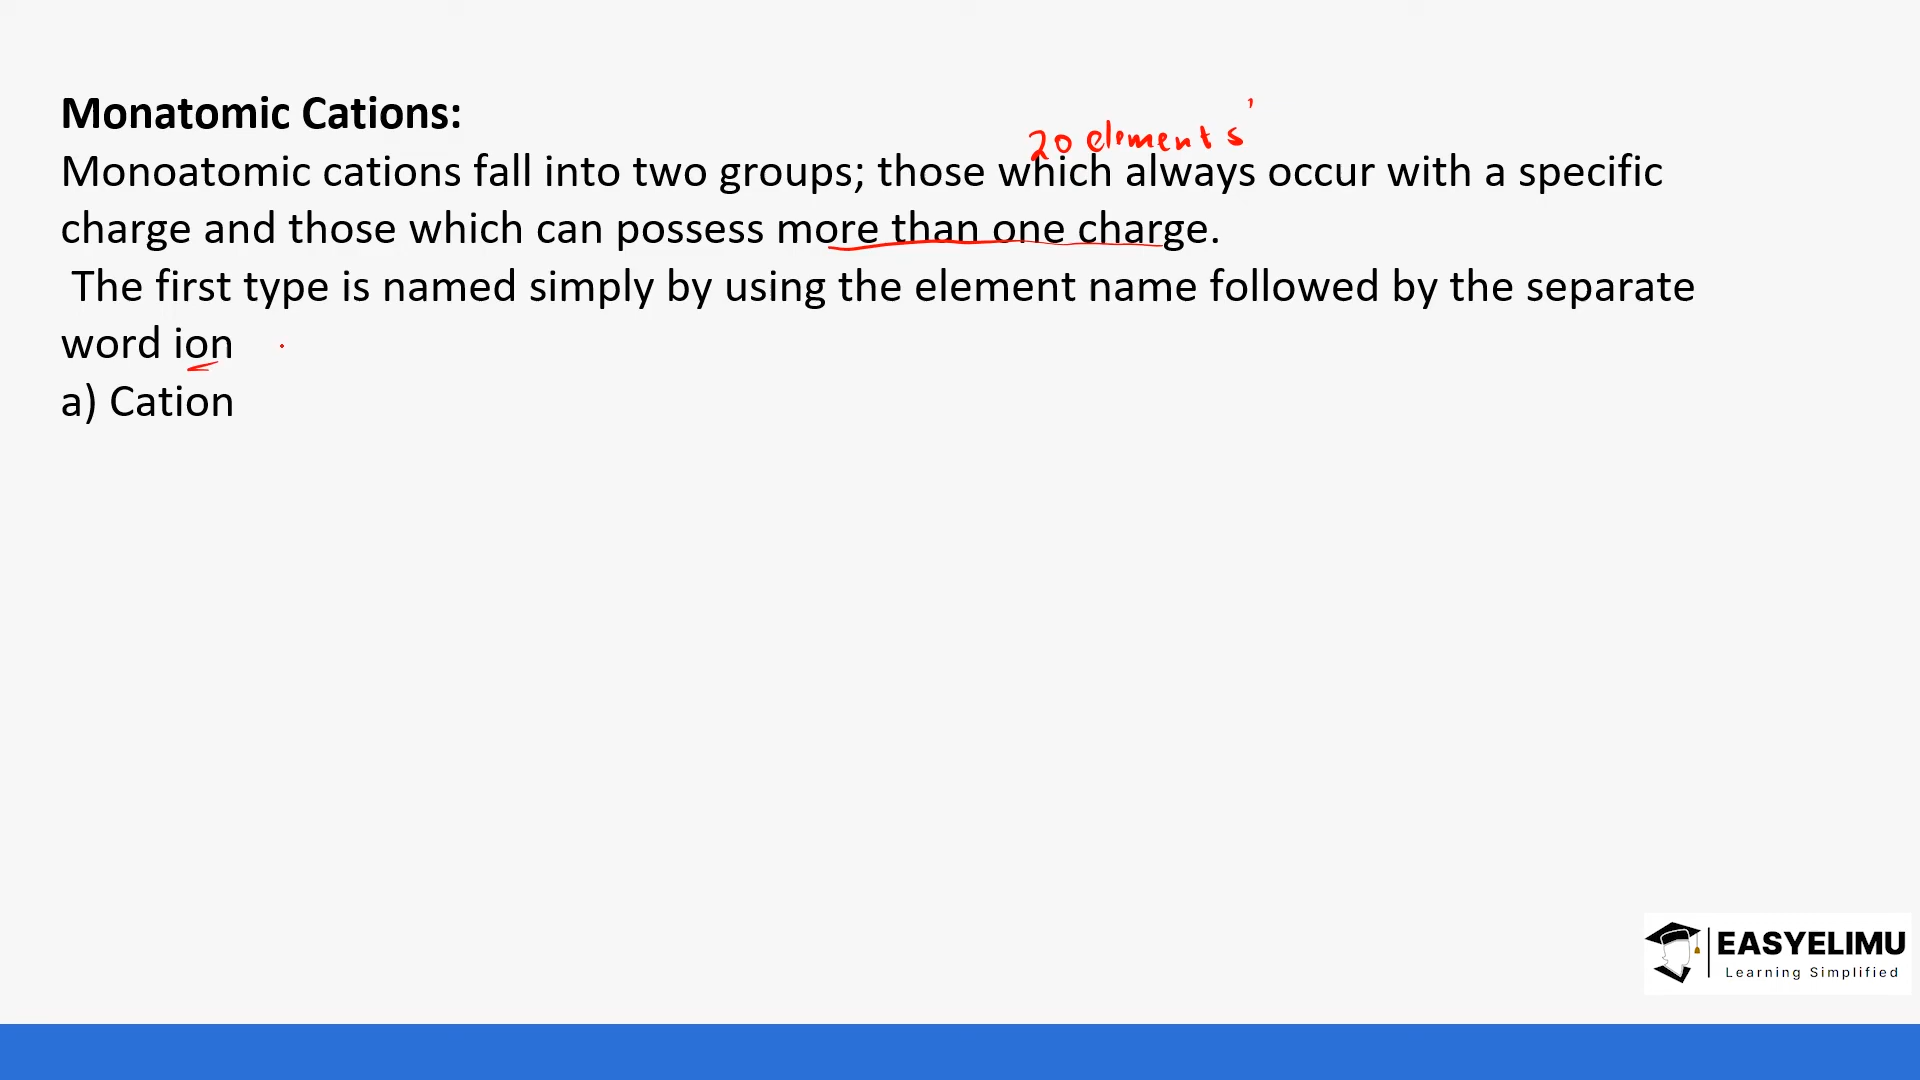 Monatomic Cations:
20 elements
Monoatomic cations fall into two groups; those which always occur with a specific
charge and those which can possess more than one charge.
The first type is named simply by using the element name followed by the separate
word ion
a) Cation
EASYELIMU
Learning Simplified